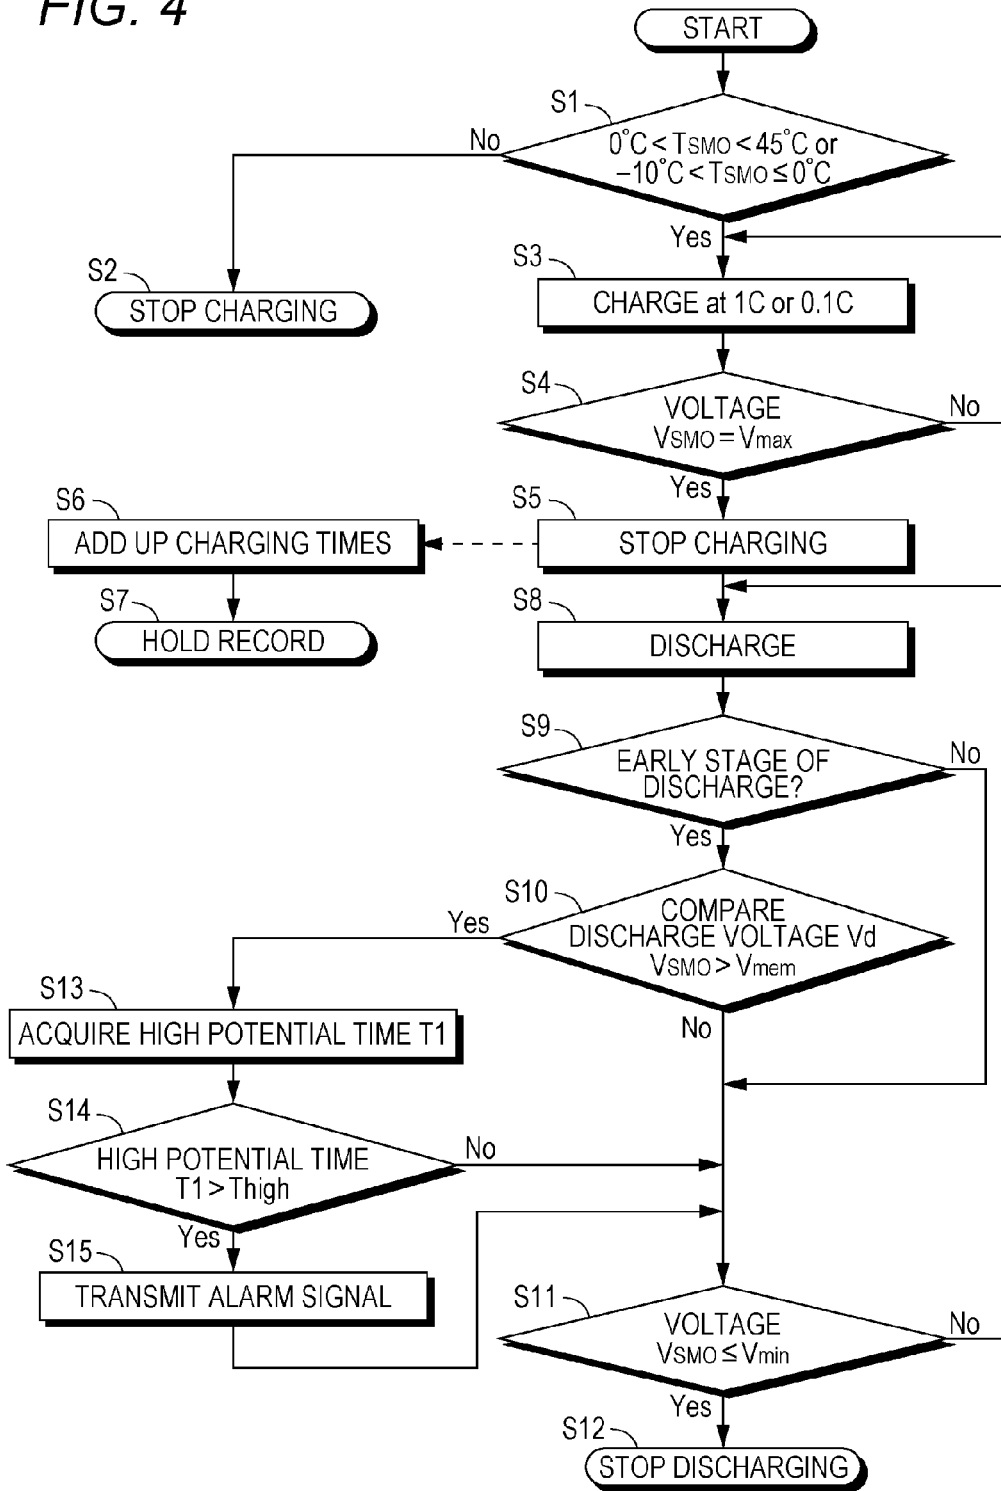 FIG. 4
START
S1
0°C < TSMO < 45°C or
–10°C < TSMO ≤ 0°C
No
Yes
S2
STOP CHARGING
S3
CHARGE at 1C or 0.1C
S4
VOLTAGE
VSMO = Vmax
No
Yes
S5
STOP CHARGING
S6
ADD UP CHARGING TIMES
S7
HOLD RECORD
S8
DISCHARGE
S9
EARLY STAGE OF
DISCHARGE?
No
Yes
S10
COMPARE
DISCHARGE VOLTAGE Vd
VSMO > Vmem
Yes
No
S13
ACQUIRE HIGH POTENTIAL TIME T1
S14
HIGH POTENTIAL TIME
T1 > Thigh
No
Yes
S15
TRANSMIT ALARM SIGNAL
S11
VOLTAGE
VSMO ≤ Vmin
No
Yes
S12
STOP DISCHARGING